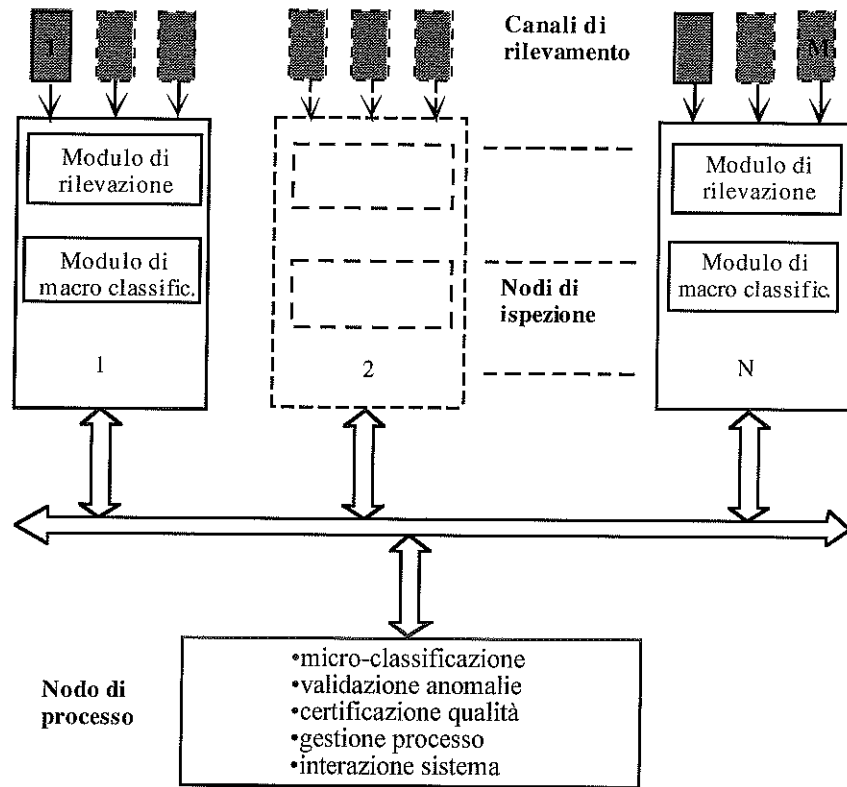 Canali di
rilevamento
1
M
Modulo di
rilevazione
Modulo di
rilevazione
Modulo di
macro classific.
Modulo di
macro classific.
Nodi di
ispezione
1
2
N
Nodo di
processo
•micro-classificazione
•validazione anomalie
•certificazione qualità
•gestione processo
•interazione sistema